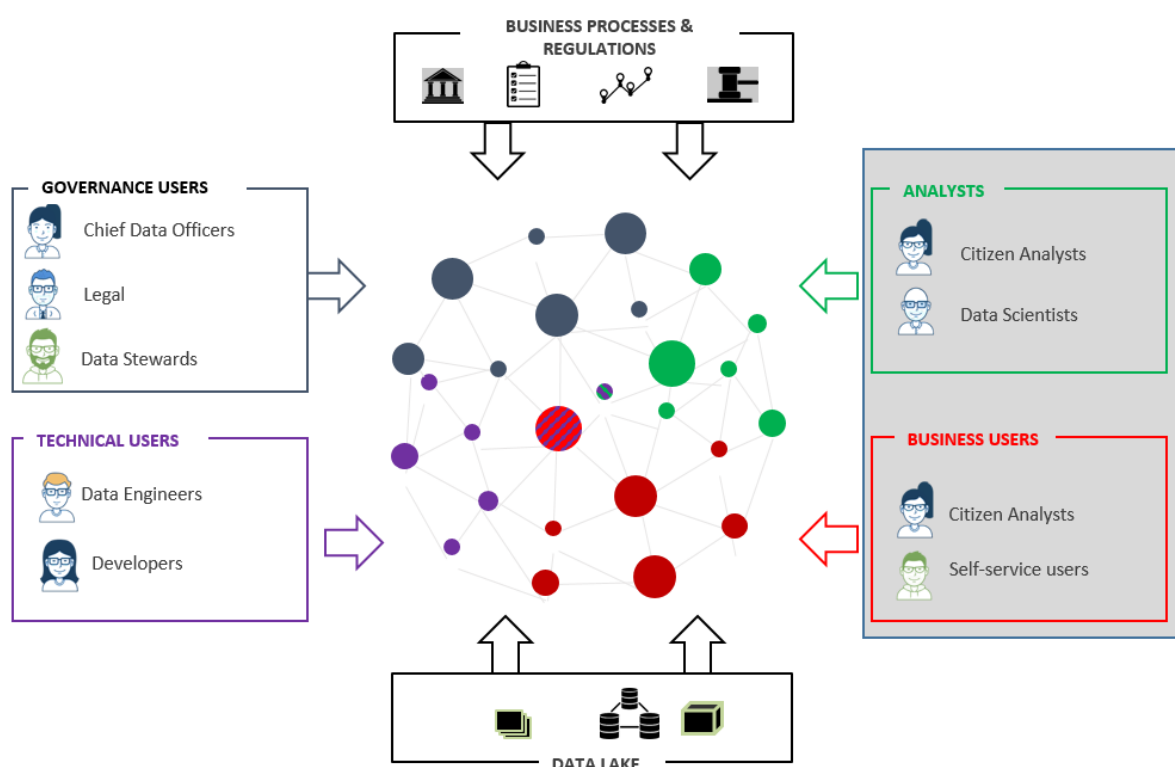 BUSINESS PROCESSES &
REGULATIONS
GOVERNANCE USERS
Chief Data Officers
Legal
Data Stewards
TECHNICAL USERS
Data Engineers
Developers
ANALYSTS
Citizen Analysts
Data Scientists
BUSINESS USERS
Citizen Analysts
Self-service users
DATA LAKE